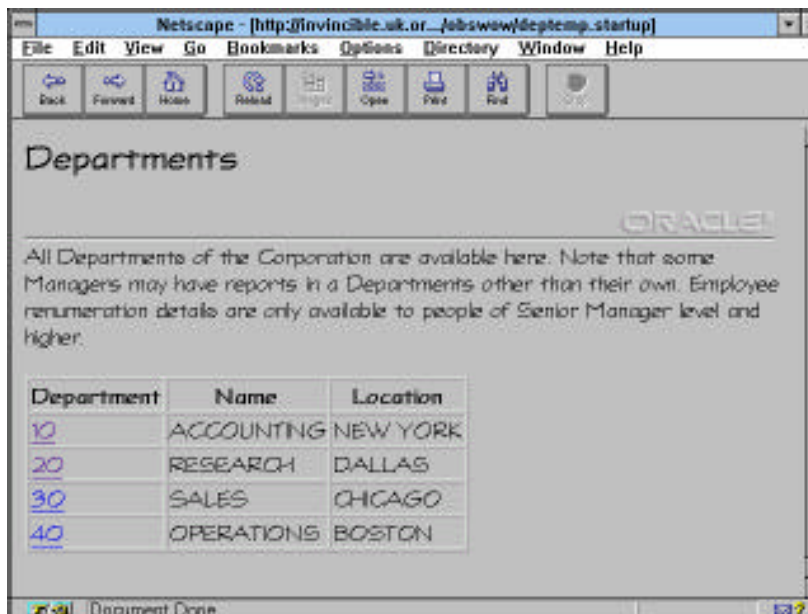 Netscape - [http://invincible.uk.or.../obswow/deptemp.startup]
File Edit View Go Bookmarks Options Directory Window Help
Back Forward Home Reload Images Open Print Find Stop
Departments
ORACLE
All Departments of the Corporation are available here. Note that some
Managers may have reports in a Departments other than their own. Employee
renumeration details are only available to people of Senior Manager level and
higher.
Department Name Location
10 ACCOUNTING NEW YORK
20 RESEARCH DALLAS
30 SALES CHICAGO
40 OPERATIONS BOSTON
Document Done